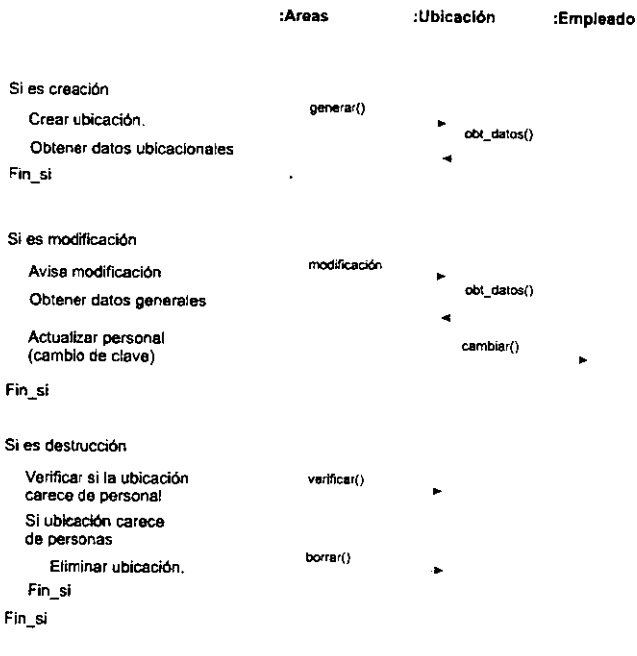 :Areas :Ubicación :Empleado
Si es creación
Crear ubicación. generar()
Obtener datos ubicacionales obt_datos()
Fin_si
Si es modificación
Avisa modificación modificación
Obtener datos generales obt_datos()
Actualizar personal
(cambio de clave) cambiar()
Fin_si
Si es destrucción
Verificar si la ubicación verificar()
carece de personal
Si ubicación carece
de personas
Eliminar ubicación. borrar()
Fin_si
Fin_si